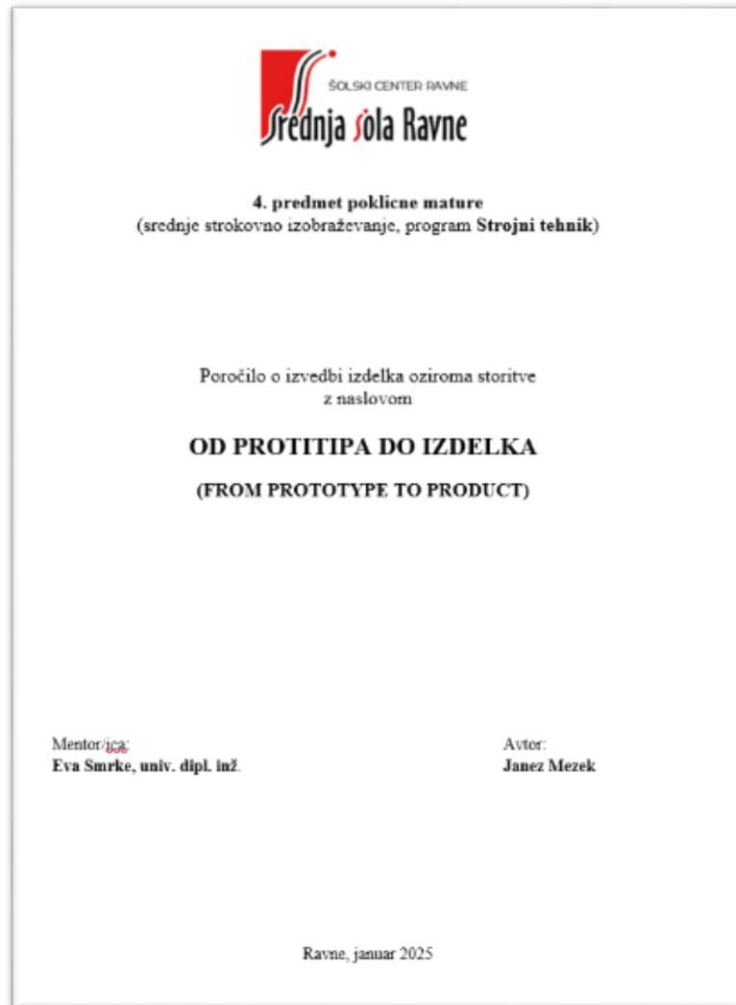 ŠOLSKI CENTER RAVNE
Srednja šola Ravne
4. predmet poklicne mature
(srednje strokovno izobraževanje, program Strojni tehnik)
Poročilo o izvedbi izdelka oziroma storitve
z naslovom
OD PROTITIPA DO IZDELKA
(FROM PROTOTYPE TO PRODUCT)
Mentor/ica: Avtor:
Eva Smrke, univ. dipl. inž. Janez Mezek
Ravne, januar 2025